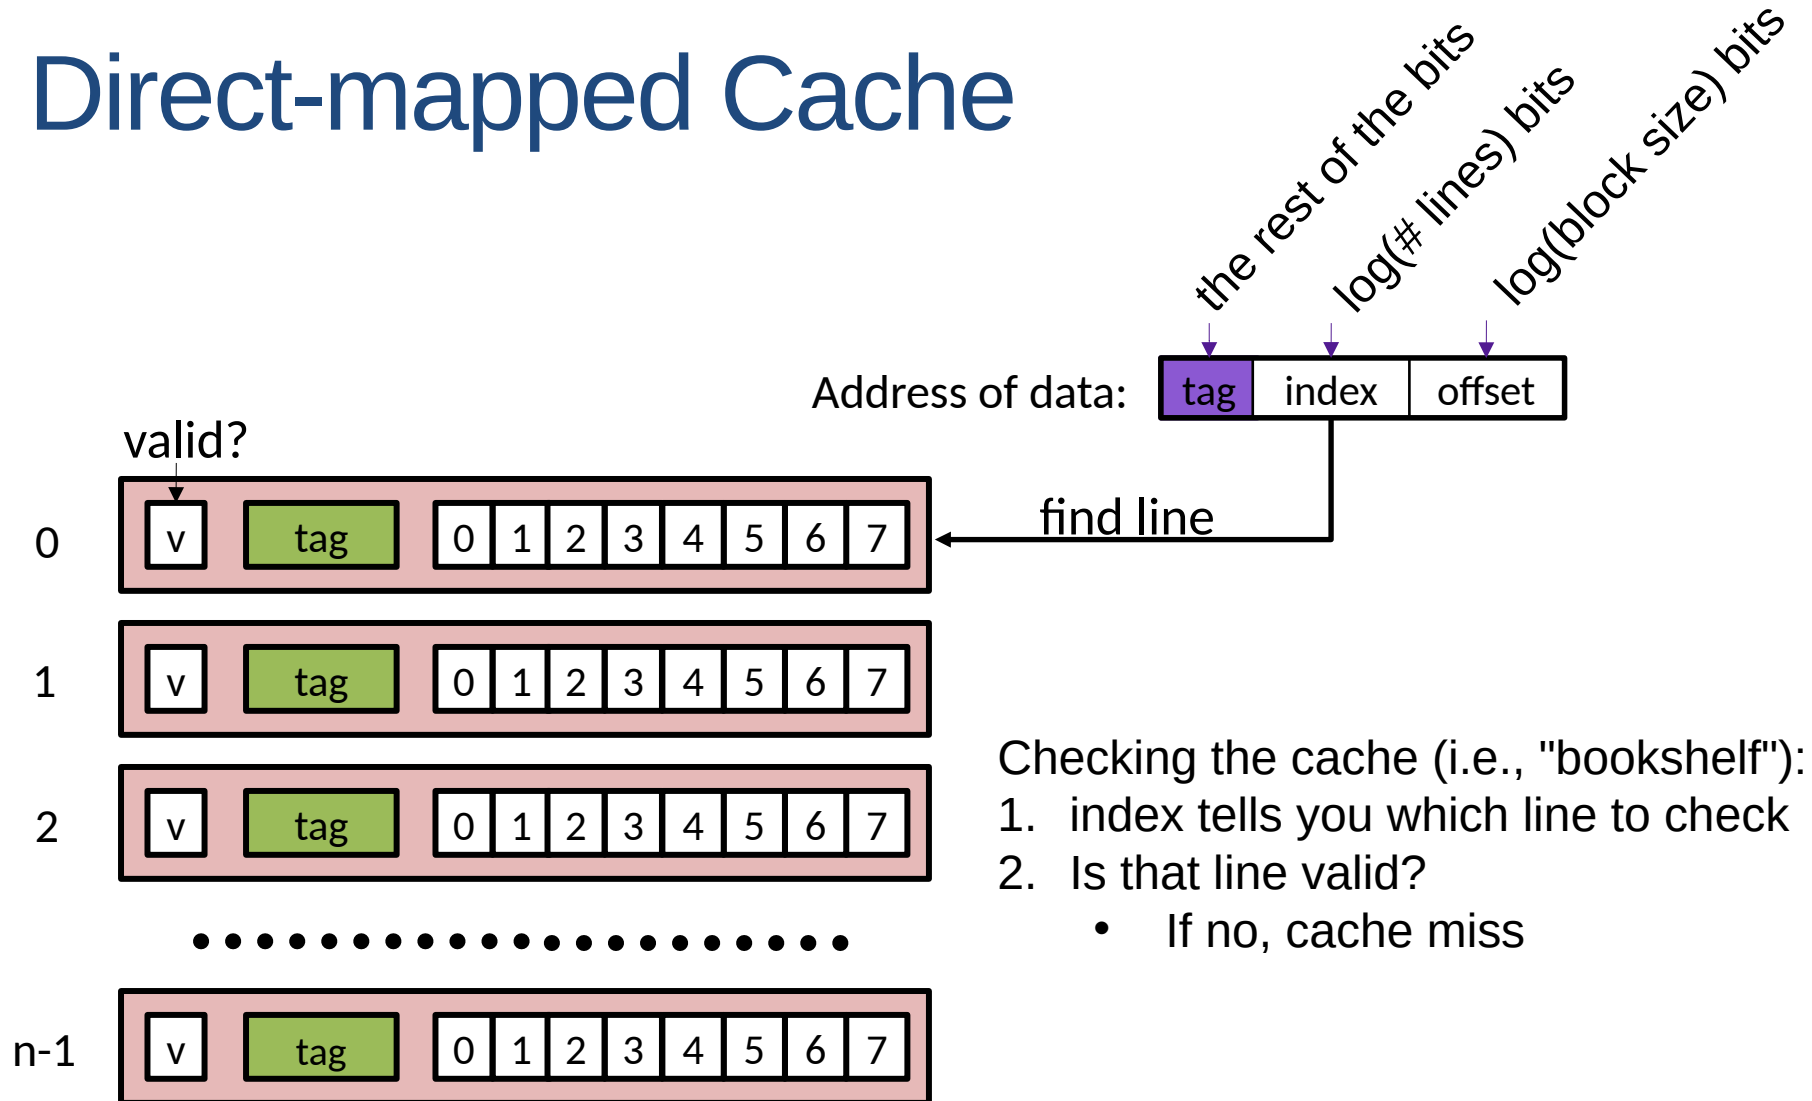 Direct-mapped Cache
the rest of the bits
log(# lines) bits
log(block size) bits
Address of data:
tag index offset
valid?
find line
0 v tag 0 1 2 3 4 5 6 7
1 v tag 0 1 2 3 4 5 6 7
2 v tag 0 1 2 3 4 5 6 7
n-1 v tag 0 1 2 3 4 5 6 7
Checking the cache (i.e., "bookshelf"):
1. index tells you which line to check
2. Is that line valid?
• If no, cache miss